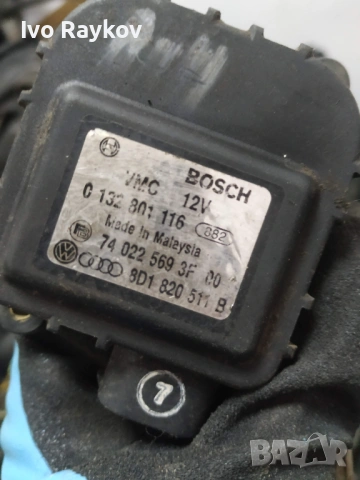 Ivo Raykov
BOSCH
VMC 12V
0 132 801 116 882
Made in Malaysia
74 022 569 3F 00
8D1 820 511 B
7
BAZAR